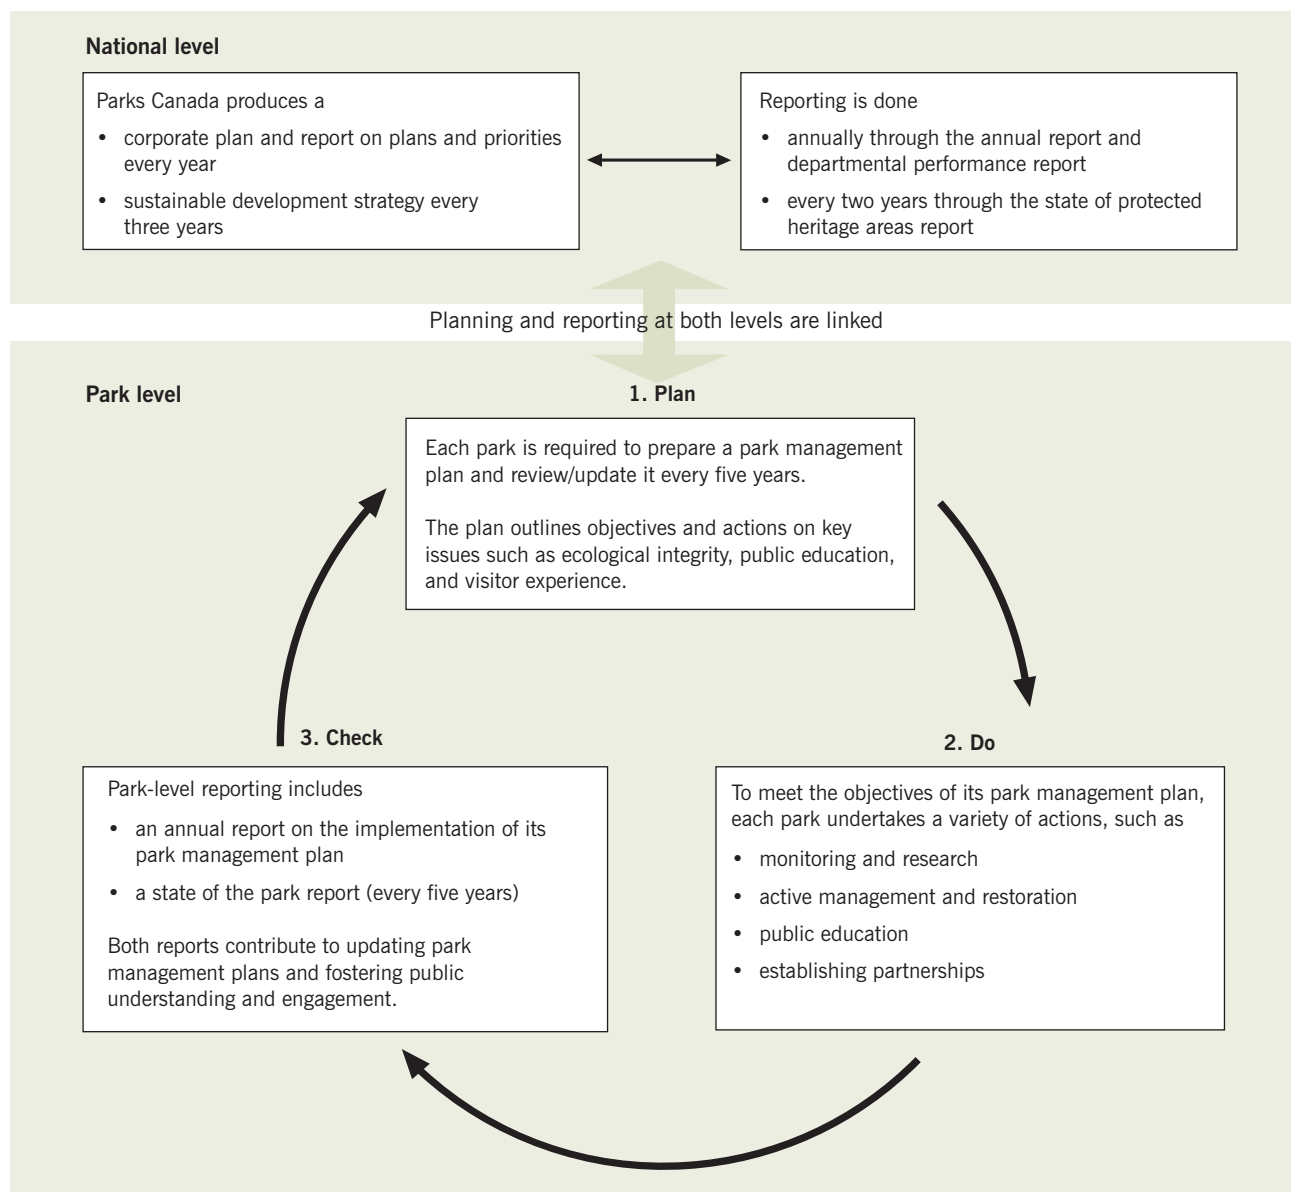 National level
Parks Canada produces a
• corporate plan and report on plans and priorities
every year
• sustainable development strategy every
three years
Reporting is done
• annually through the annual report and
departmental performance report
• every two years through the state of protected
heritage areas report
Planning and reporting at both levels are linked
Park level
1. Plan
Each park is required to prepare a park management
plan and review/update it every five years.
The plan outlines objectives and actions on key
issues such as ecological integrity, public education,
and visitor experience.
2. Do
To meet the objectives of its park management plan,
each park undertakes a variety of actions, such as
• monitoring and research
• active management and restoration
• public education
• establishing partnerships
3. Check
Park-level reporting includes
• an annual report on the implementation of its
park management plan
• a state of the park report (every five years)
Both reports contribute to updating park
management plans and fostering public
understanding and engagement.